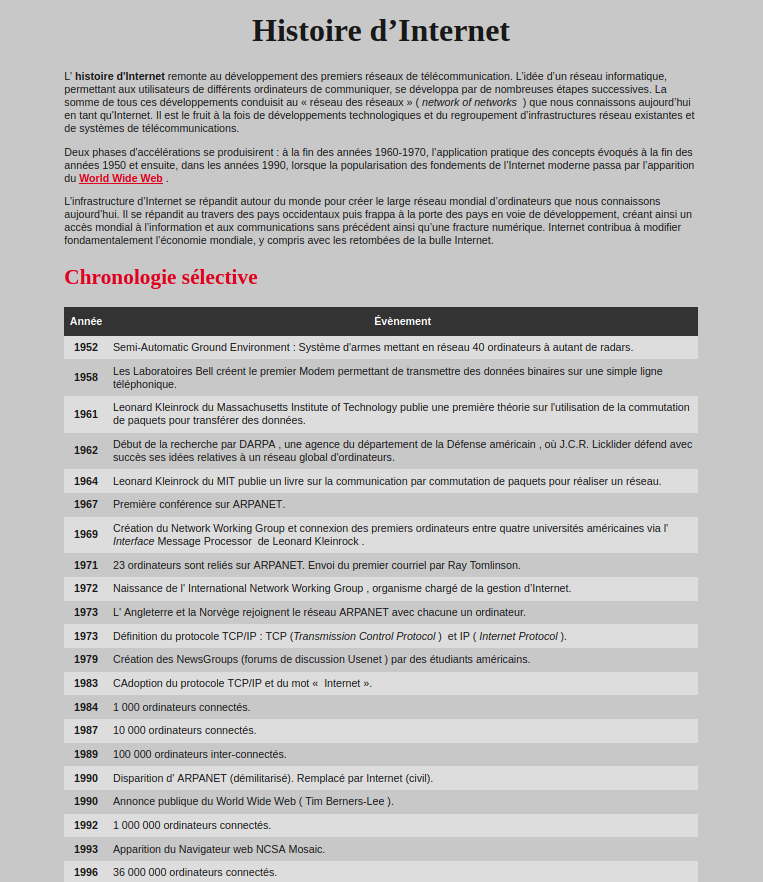 Histoire d’Internet
L' histoire d'Internet remonte au développement des premiers réseaux de télécommunication. L’idée d’un réseau informatique,
permettant aux utilisateurs de différents ordinateurs de communiquer, se développa par de nombreuses étapes successives. La
somme de tous ces développements conduisit au « réseau des réseaux » ( network of networks ) que nous connaissons aujourd’hui
en tant qu'Internet. Il est le fruit à la fois de développements technologiques et du regroupement d’infrastructures réseau existantes et
de systèmes de télécommunications.
Deux phases d'accélérations se produisirent : à la fin des années 1960-1970, l’application pratique des concepts évoqués à la fin des
années 1950 et ensuite, dans les années 1990, lorsque la popularisation des fondements de l’Internet moderne passa par l’apparition
du World Wide Web .
L’infrastructure d’Internet se répandit autour du monde pour créer le large réseau mondial d’ordinateurs que nous connaissons
aujourd’hui. Il se répandit au travers des pays occidentaux puis frappa à la porte des pays en voie de développement, créant ainsi un
accès mondial à l’information et aux communications sans précédent ainsi qu’une fracture numérique. Internet contribua à modifier
fondamentalement l’économie mondiale, y compris avec les retombées de la bulle Internet.
Chronologie sélective
Année Évènement
1952 Semi-Automatic Ground Environment : Système d'armes mettant en réseau 40 ordinateurs à autant de radars.
1958 Les Laboratoires Bell créent le premier Modem permettant de transmettre des données binaires sur une simple ligne
téléphonique.
1961 Leonard Kleinrock du Massachusetts Institute of Technology publie une première théorie sur l'utilisation de la commutation
de paquets pour transférer des données.
1962 Début de la recherche par DARPA , une agence du département de la Défense américain , où J.C.R. Licklider défend avec
succès ses idées relatives à un réseau global d'ordinateurs.
1964 Leonard Kleinrock du MIT publie un livre sur la communication par commutation de paquets pour réaliser un réseau.
1967 Première conférence sur ARPANET.
1969 Création du Network Working Group et connexion des premiers ordinateurs entre quatre universités américaines via l'
Interface Message Processor de Leonard Kleinrock .
1971 23 ordinateurs sont reliés sur ARPANET. Envoi du premier courriel par Ray Tomlinson.
1972 Naissance de l' International Network Working Group , organisme chargé de la gestion d'Internet.
1973 L' Angleterre et la Norvège rejoignent le réseau ARPANET avec chacune un ordinateur.
1973 Définition du protocole TCP/IP : TCP (Transmission Control Protocol ) et IP ( Internet Protocol ).
1979 Création des NewsGroups (forums de discussion Usenet ) par des étudiants américains.
1983 CAdoption du protocole TCP/IP et du mot « Internet ».
1984 1 000 ordinateurs connectés.
1987 10 000 ordinateurs connectés.
1989 100 000 ordinateurs inter-connectés.
1990 Disparition d' ARPANET (démilitarisé). Remplacé par Internet (civil).
1990 Annonce publique du World Wide Web ( Tim Berners-Lee ).
1992 1 000 000 ordinateurs connectés.
1993 Apparition du Navigateur web NCSA Mosaic.
1996 36 000 000 ordinateurs connectés.